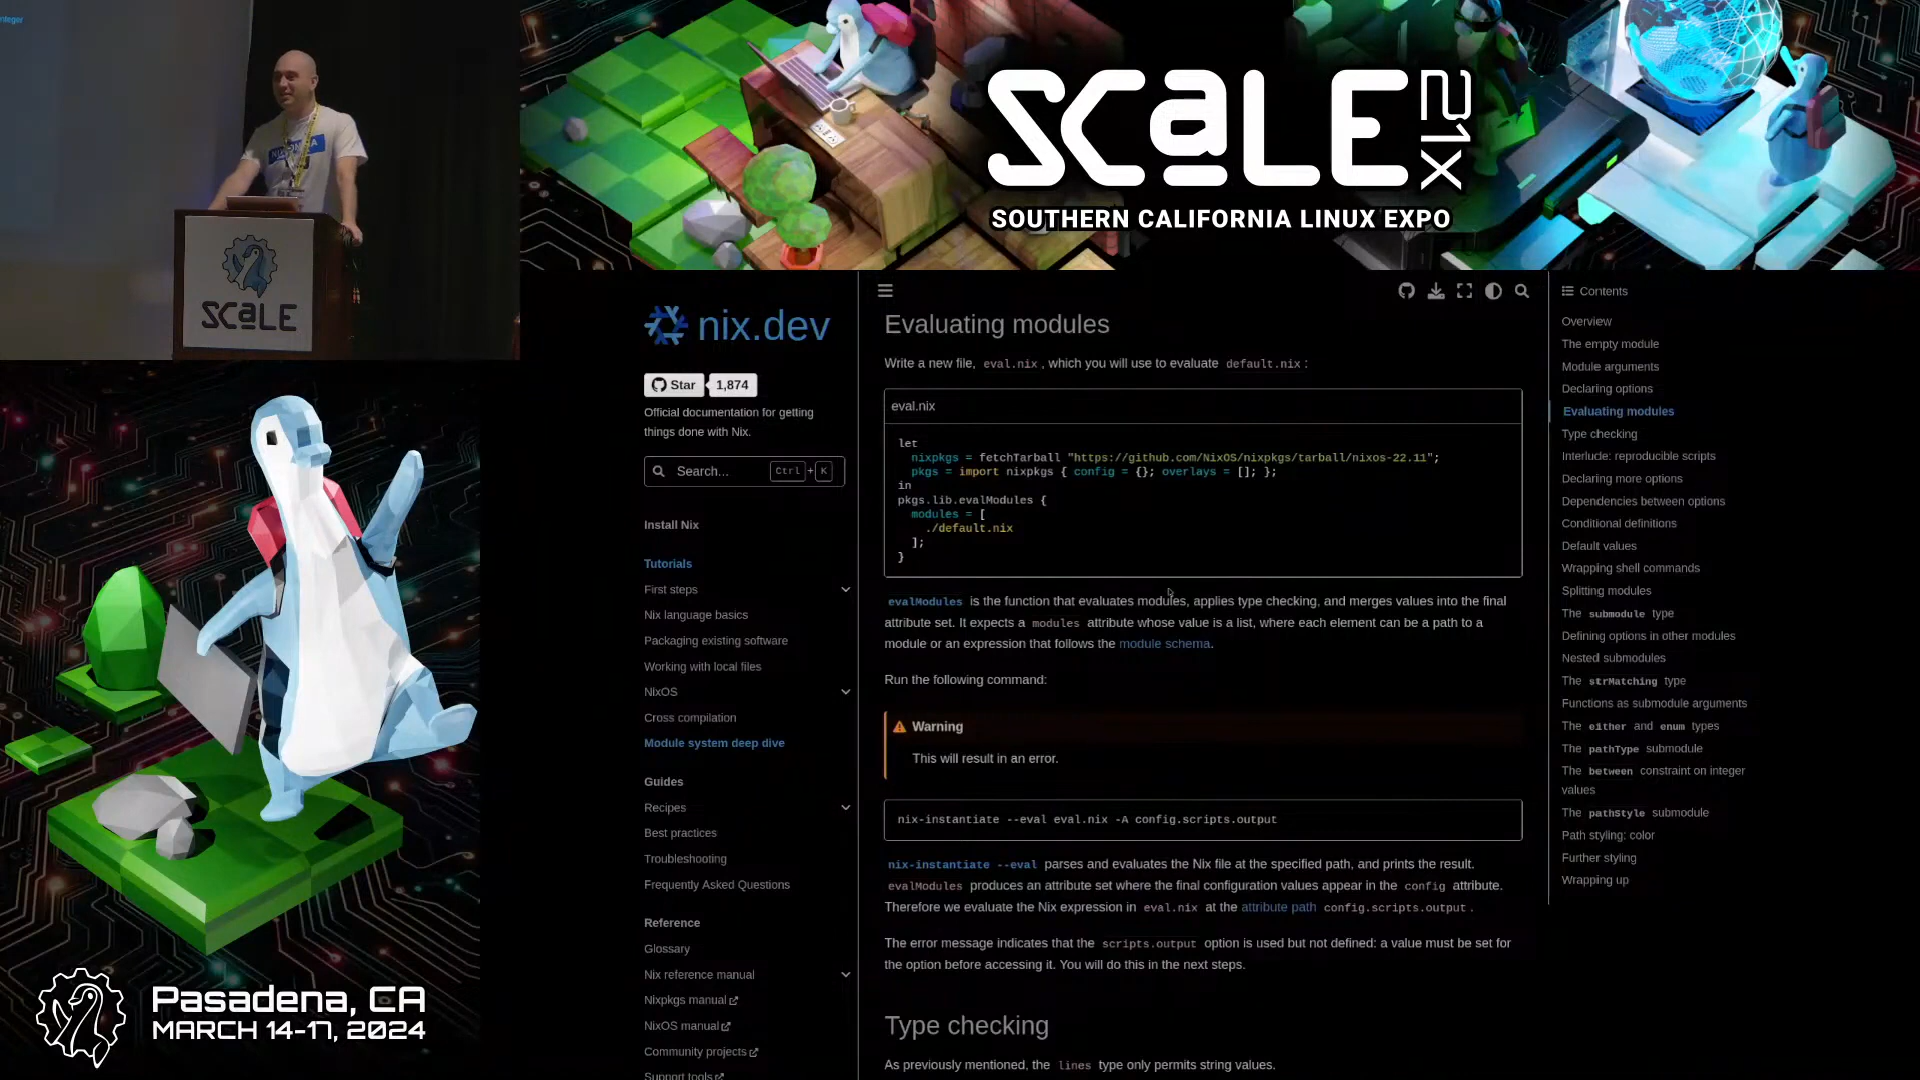 nteger
SCaLE
SCaLE 21X
SOUTHERN CALIFORNIA LINUX EXPO
Pasadena, CA
MARCH 14-17, 2024
nix.dev
Star 1,874
Official documentation for getting
things done with Nix.
Search... Ctrl + K
Install Nix
Tutorials
First steps
Nix language basics
Packaging existing software
Working with local files
NixOS
Cross compilation
Module system deep dive
Guides
Recipes
Best practices
Troubleshooting
Frequently Asked Questions
Reference
Glossary
Nix reference manual
Nixpkgs manual
NixOS manual
Community projects
Support tools
Evaluating modules
Write a new file, eval.nix, which you will use to evaluate default.nix:
eval.nix
let
nixpkgs = fetchTarball "https://github.com/NixOS/nixpkgs/tarball/nixos-22.11";
pkgs = import nixpkgs { config = {}; overlays = []; };
in
pkgs.lib.evalModules {
modules = [
./default.nix
];
}
evalModules is the function that evaluates modules, applies type checking, and merges values into the final
attribute set. It expects a modules attribute whose value is a list, where each element can be a path to a
module or an expression that follows the module schema.
Run the following command:
Warning
This will result in an error.
nix-instantiate --eval eval.nix -A config.scripts.output
nix-instantiate --eval parses and evaluates the Nix file at the specified path, and prints the result.
evalModules produces an attribute set where the final configuration values appear in the config attribute.
Therefore we evaluate the Nix expression in eval.nix at the attribute path config.scripts.output.
The error message indicates that the scripts.output option is used but not defined: a value must be set for
the option before accessing it. You will do this in the next steps.
Type checking
As previously mentioned, the lines type only permits string values.
Contents
Overview
The empty module
Module arguments
Declaring options
Evaluating modules
Type checking
Interlude: reproducible scripts
Declaring more options
Dependencies between options
Conditional definitions
Default values
Wrapping shell commands
Splitting modules
The submodule type
Defining options in other modules
Nested submodules
The strMatching type
Functions as submodule arguments
The either and enum types
The pathType submodule
The between constraint on integer
values
The pathStyle submodule
Path styling: color
Further styling
Wrapping up